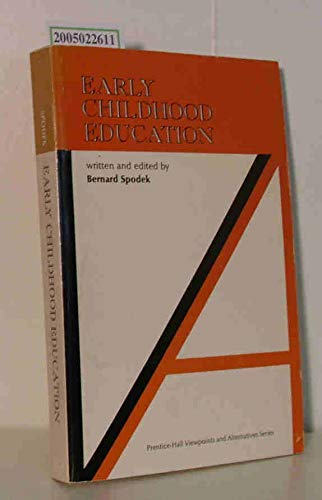 2005022611
EARLY
CHILDHOOD
EDUCATION
written and edited by
Bernard Spodek
Prentice-Hall Viewpoints and Alternatives Series
SPODEK
EARLY CHILDHOOD EDUCATION